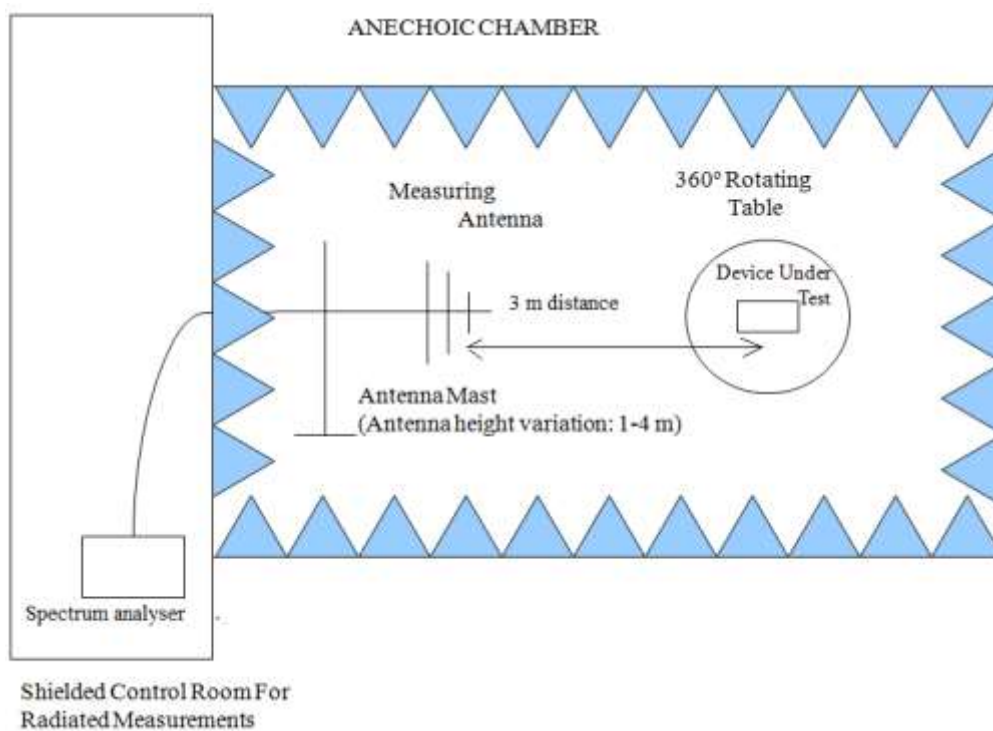 ANECHOIC CHAMBER
Measuring
Antenna
360º Rotating
Table
Device Under
Test
3 m distance
Antenna Mast
(Antenna height variation: 1-4 m)
Spectrum analyser
Shielded Control Room For
Radiated Measurements